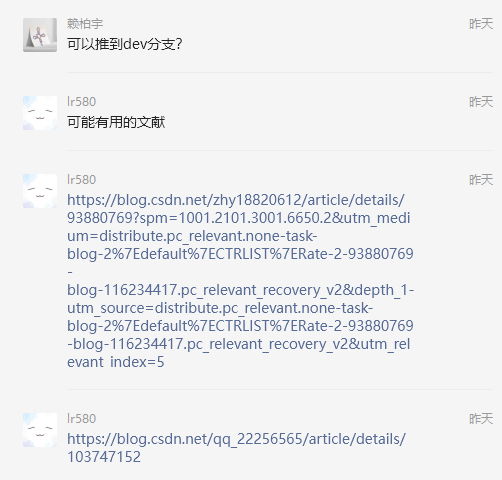 赖柏宇 昨天
可以推到dev分支?
lr580 昨天
可能有用的文献
lr580 昨天
https://blog.csdn.net/zhy18820612/article/details/
93880769?spm=1001.2101.3001.6650.2&utm_medi
um=distribute.pc_relevant.none-task-
blog-2%7Edefault%7ECTRLIST%7ERate-2-93880769
-
blog-116234417.pc_relevant_recovery_v2&depth_1-
utm_source=distribute.pc_relevant.none-task-
blog-2%7Edefault%7ECTRLIST%7ERate-2-93880769
-blog-116234417.pc_relevant_recovery_v2&utm_rel
evant_index=5
lr580 昨天
https://blog.csdn.net/qq_22256565/article/details/
103747152